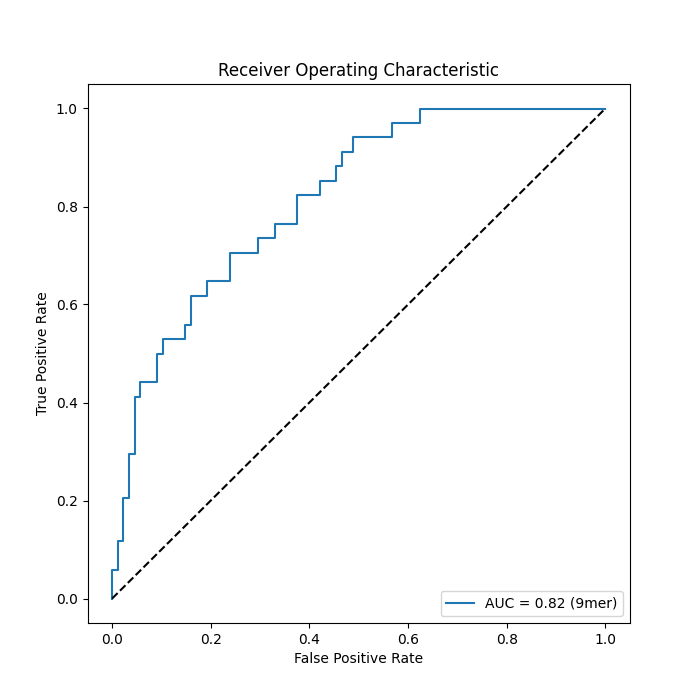 Receiver Operating Characteristic
True Positive Rate
1.0
0.8
0.6
0.4
0.2
0.0
AUC = 0.82 (9mer)
0.0 0.2 0.4 0.6 0.8 1.0
False Positive Rate